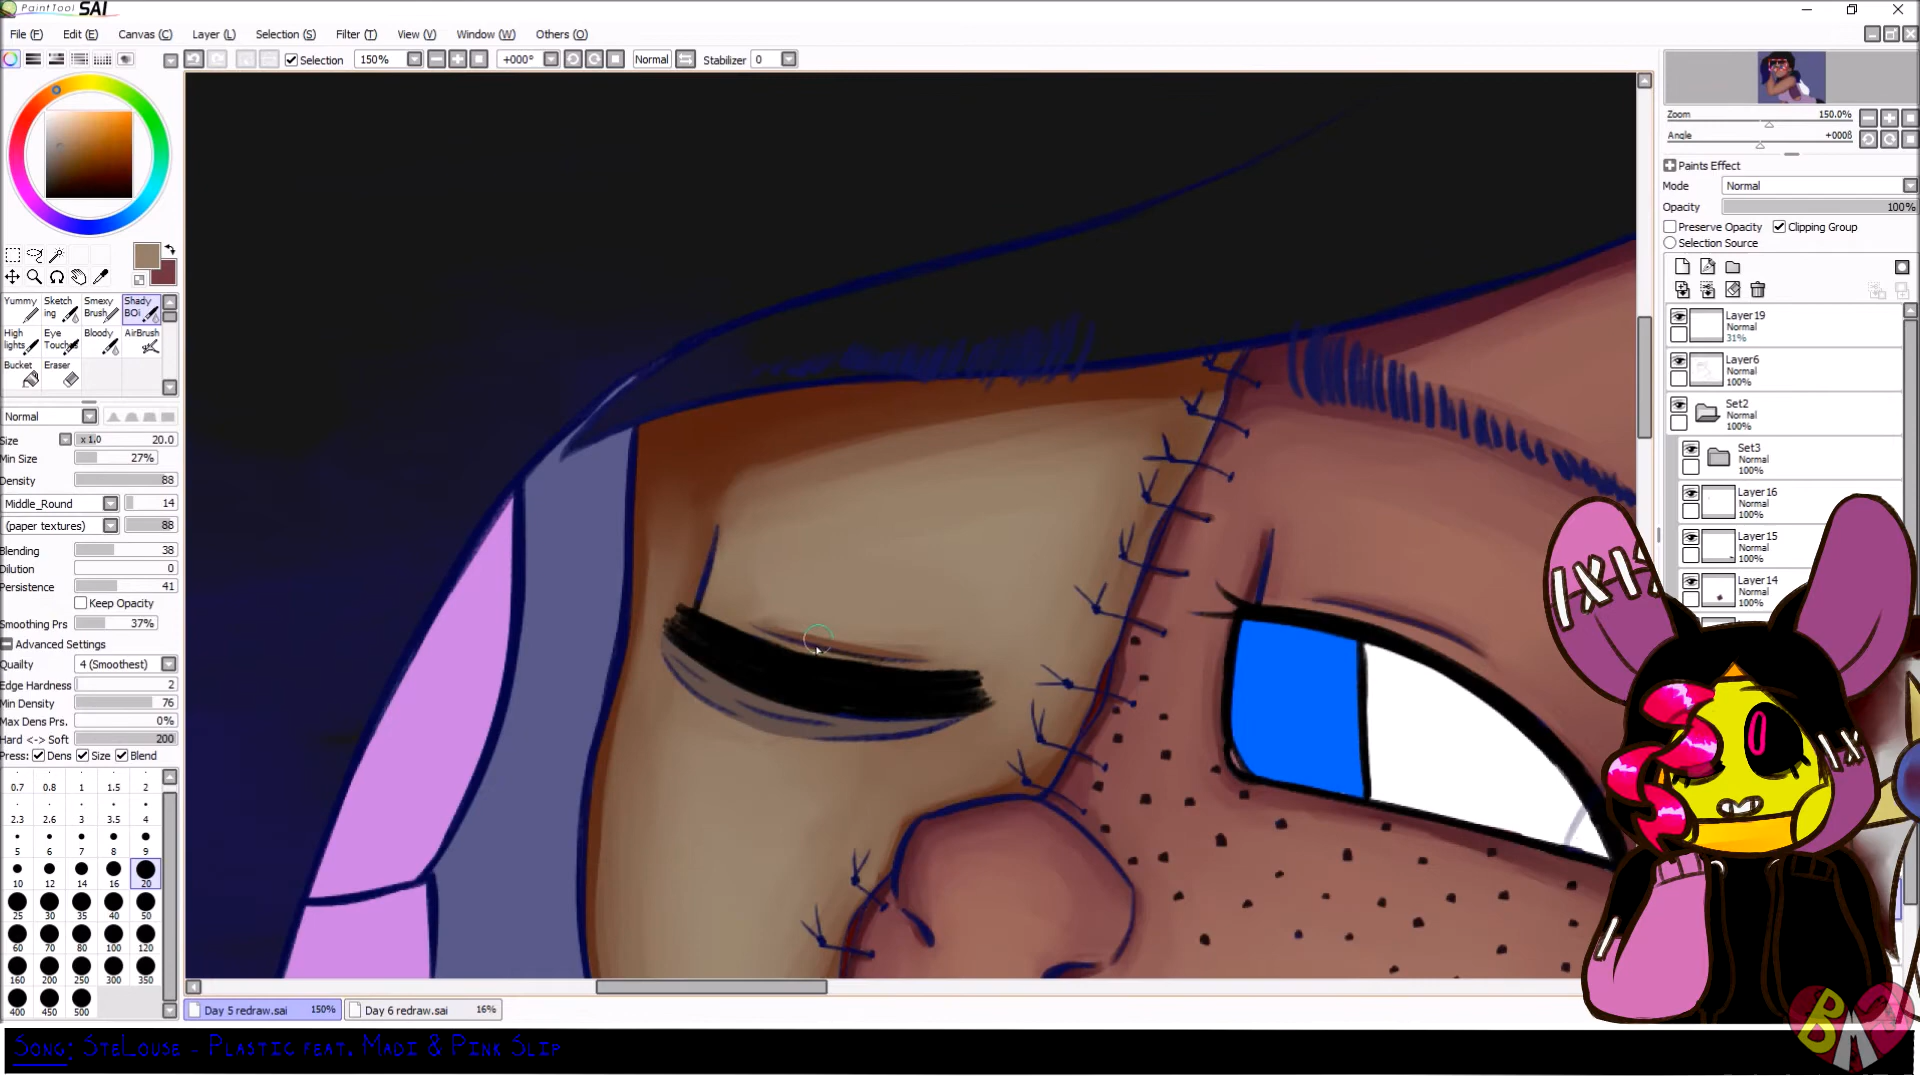 PaintTool SAI
File (F) Edit (E) Canvas (C) Layer (L) Selection (S) Filter (T) View (V) Window (W) Others (O)
Selection 150% +000° Normal Stabilizer 0
Zoom 150.0%
Angle
Paints Effect
Mode Normal
Opacity 100%
Preserve Opacity Clipping Group
Selection Source
Yummy Sketching Smexy Brush Shady BOi
High lights Eye Touches Bloody AirBrush
Bucket Eraser
Normal
Size x 1.0 20.0
Min Size 27%
Density 88
Middle_Round 14
(paper textures) 88
Blending 38
Dilution 0
Persistence 41
Keep Opacity
Smoothing Prs 37%
Advanced Settings
Quailty 4 (Smoothest)
Edge Hardness 2
Min Density 76
Max Dens Prs. 0%
Hard <-> Soft 200
Press: Dens Size Blend
0.7 0.8 1 1.5 2
2.3 2.6 3 3.5 4
5 6 7 8 9
10 12 14 16 20
25 30 35 40 50
60 70 80 100 120
160 200 250 300 350
400 450 500
Layer19
Normal
31%
Layer6
Normal
100%
Set2
Normal
100%
Set3
Normal
100%
Layer16
Normal
100%
Layer15
Normal
100%
Layer14
Normal
100%
Day 5 redraw.sai 150% Day 6 redraw.sai 16%
Song: SteLouse - Plastic feat. Madi & Pink Slip